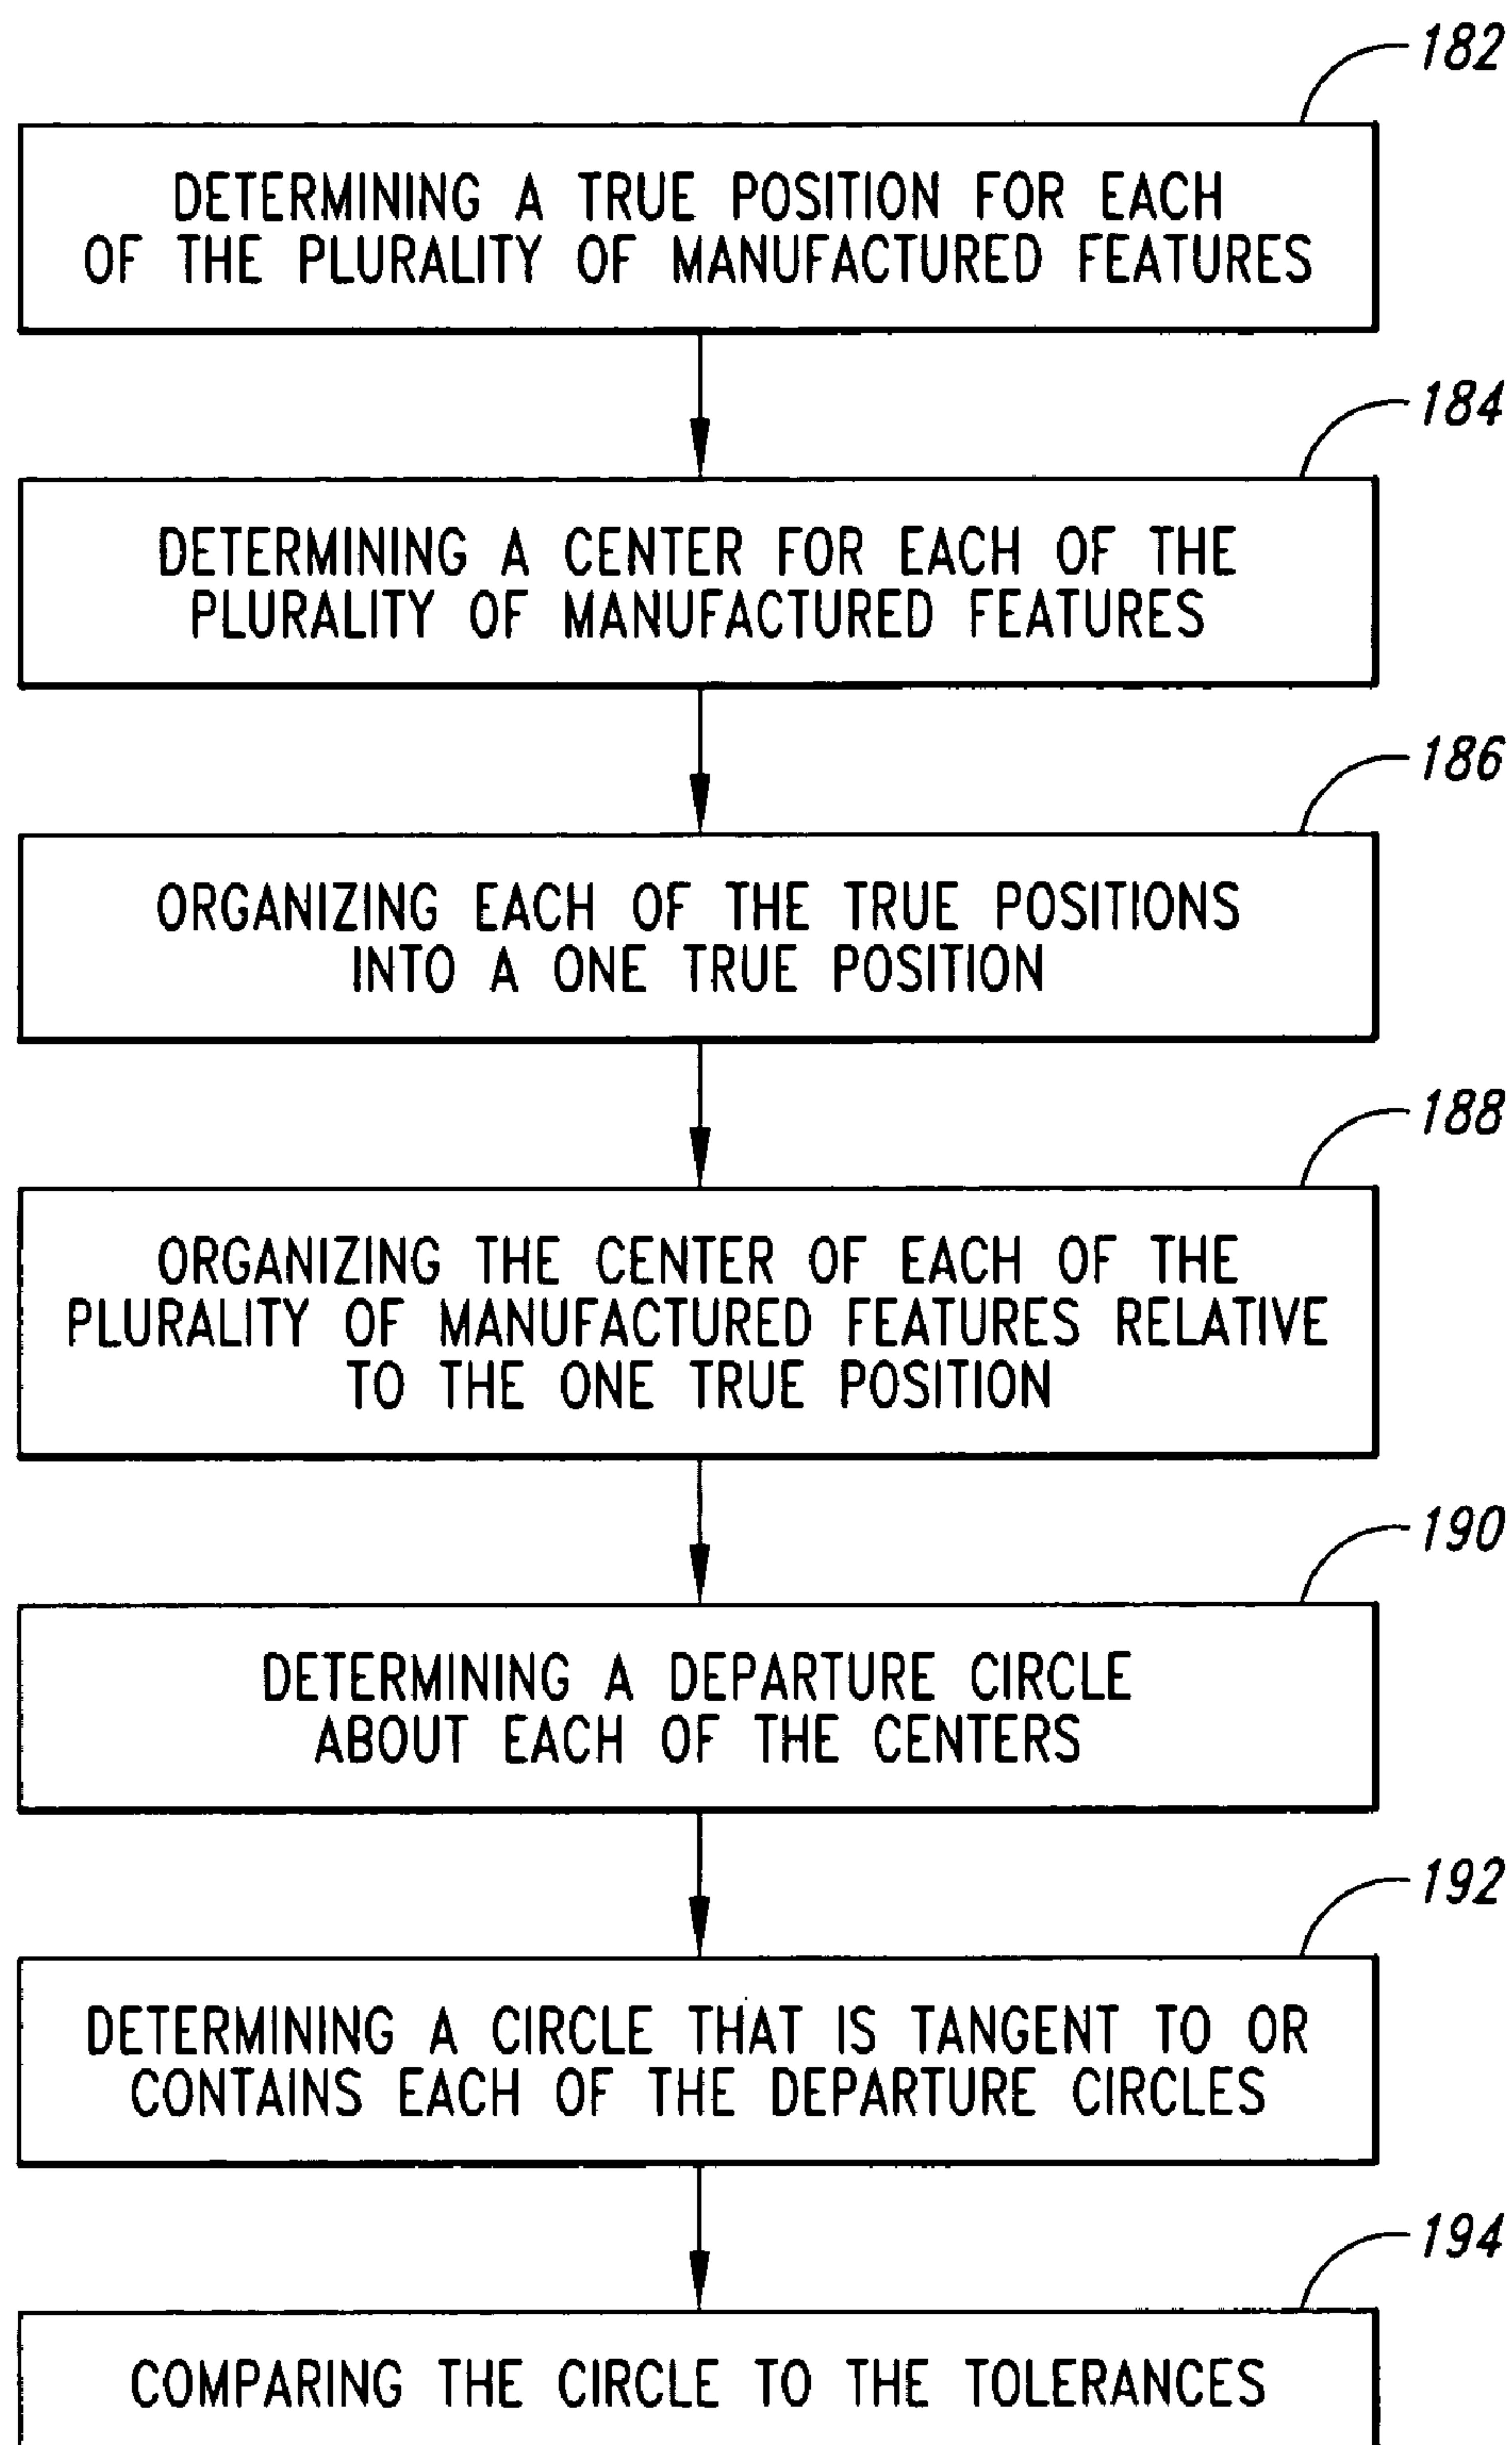 182
DETERMINING A TRUE POSITION FOR EACH
OF THE PLURALITY OF MANUFACTURED FEATURES
184
DETERMINING A CENTER FOR EACH OF THE
PLURALITY OF MANUFACTURED FEATURES
186
ORGANIZING EACH OF THE TRUE POSITIONS
INTO A ONE TRUE POSITION
188
ORGANIZING THE CENTER OF EACH OF THE
PLURALITY OF MANUFACTURED FEATURES RELATIVE
TO THE ONE TRUE POSITION
190
DETERMINING A DEPARTURE CIRCLE
ABOUT EACH OF THE CENTERS
192
DETERMINING A CIRCLE THAT IS TANGENT TO OR
CONTAINS EACH OF THE DEPARTURE CIRCLES
194
COMPARING THE CIRCLE TO THE TOLERANCES